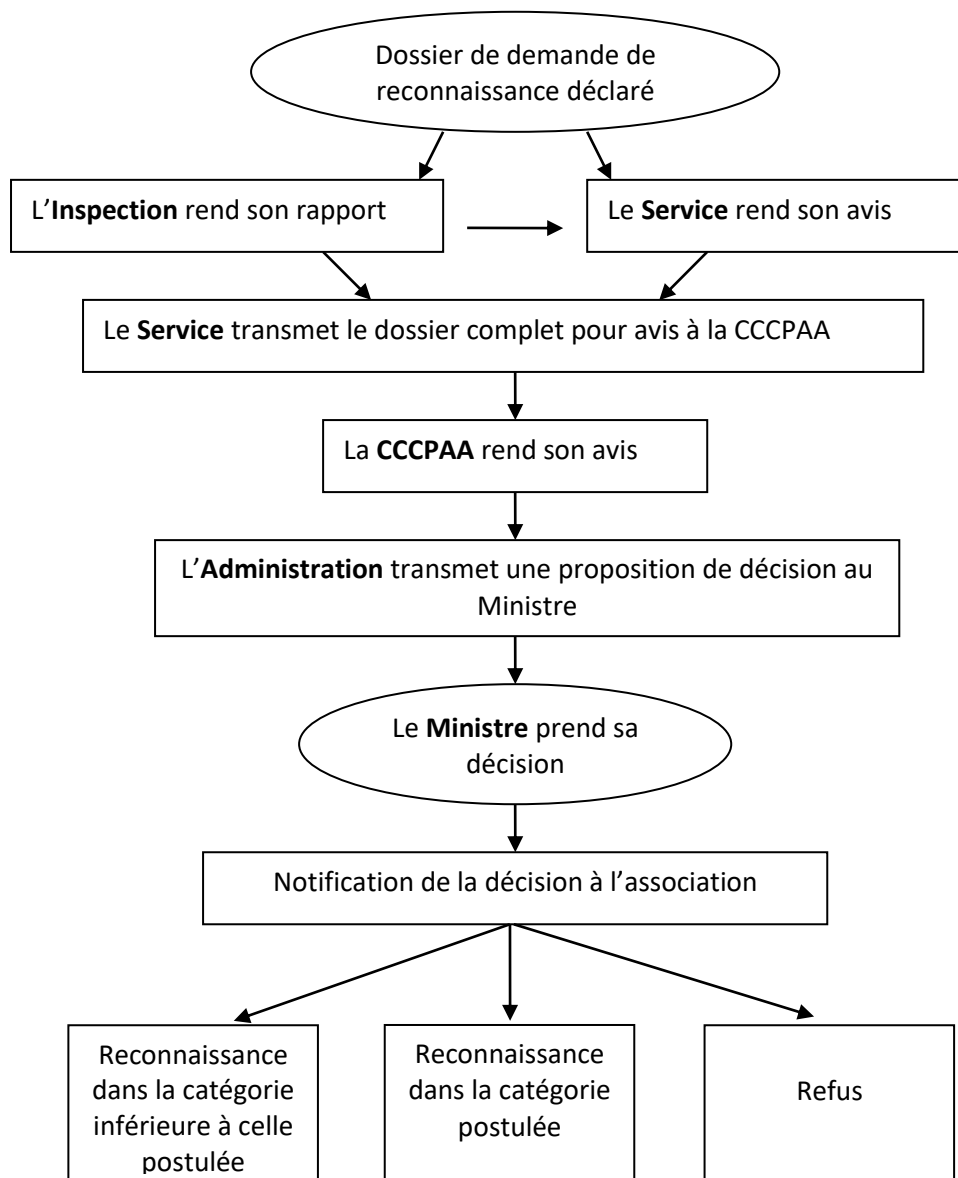 Dossier de demande de
reconnaissance déclaré
L’Inspection rend son rapport
Le Service rend son avis
Le Service transmet le dossier complet pour avis à la CCCPAA
La CCCPAA rend son avis
L’Administration transmet une proposition de décision au
Ministre
Le Ministre prend sa
décision
Notification de la décision à l’association
Reconnaissance
dans la catégorie
inférieure à celle
postulée
Reconnaissance
dans la catégorie
postulée
Refus